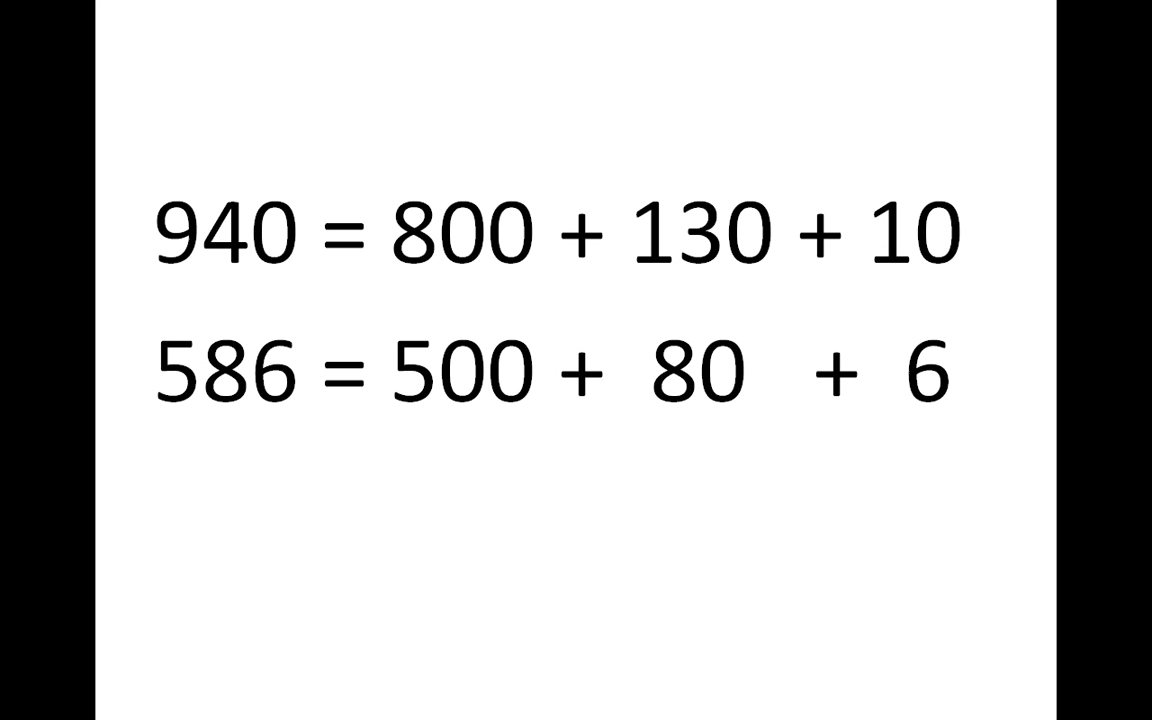 940 = 800 + 130 + 10
586 = 500 + 80 + 6